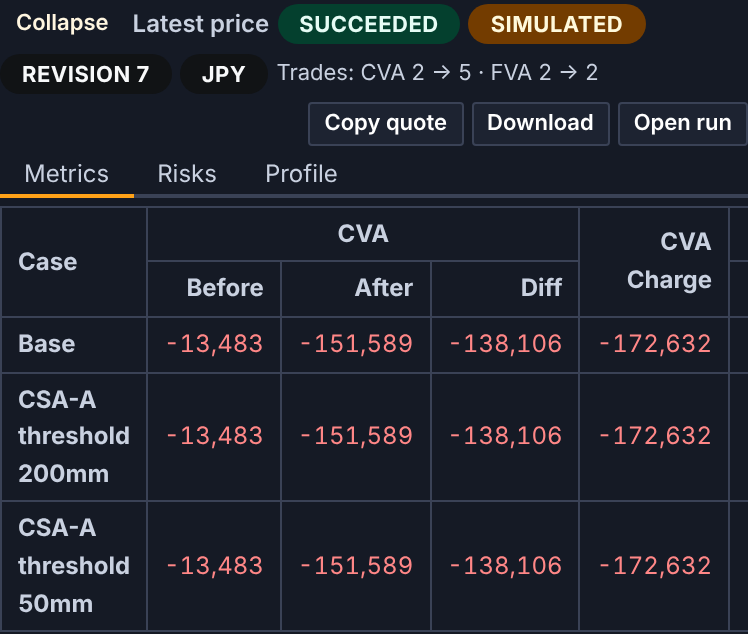 Collapse Latest price SUCCEEDED SIMULATED
REVISION 7 JPY Trades: CVA 2 → 5 · FVA 2 → 2
Copy quote Download Open run
Metrics Risks Profile
Case CVA CVA Charge
Before After Diff
Base -13,483 -151,589 -138,106 -172,632
CSA-A threshold 200mm -13,483 -151,589 -138,106 -172,632
CSA-A threshold 50mm -13,483 -151,589 -138,106 -172,632